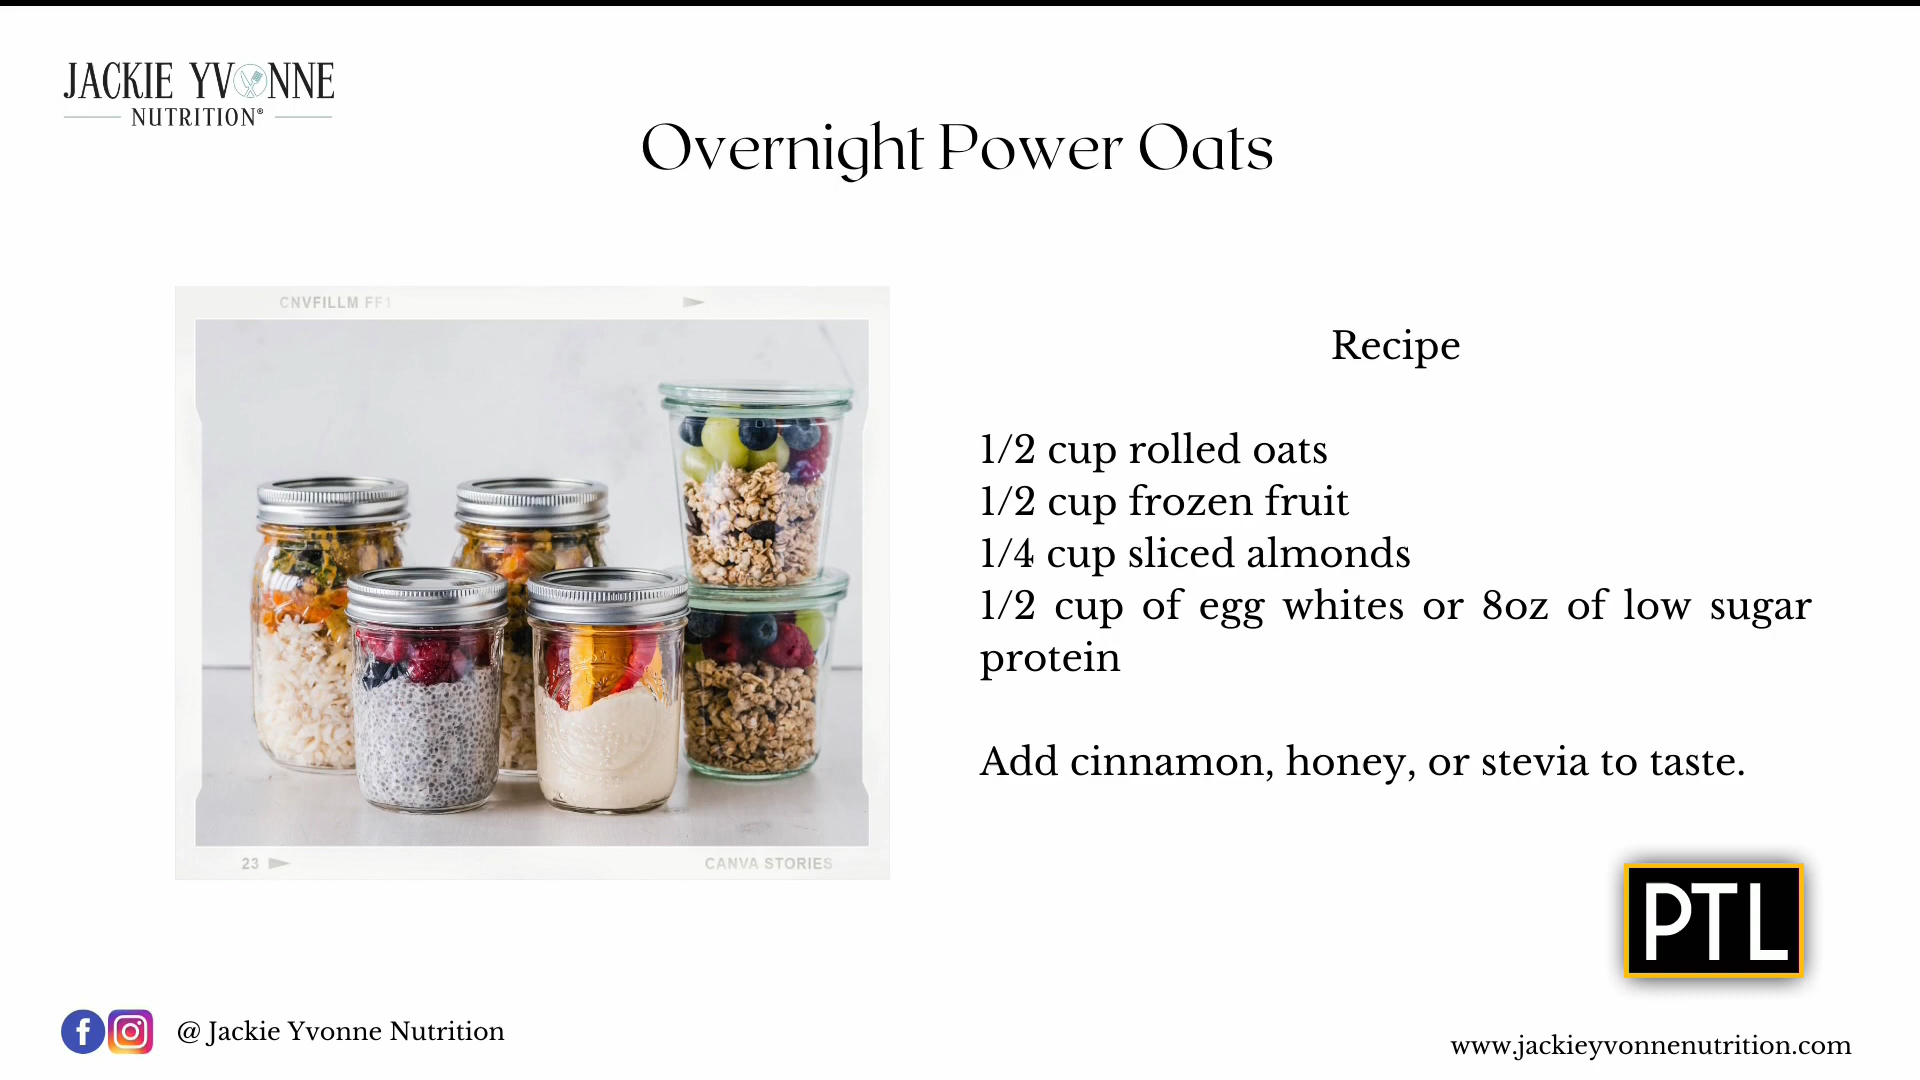 JACKIE YVONNE
NUTRITION®
Overnight Power Oats
CNVFILLM FF1
Recipe
1/2 cup rolled oats
1/2 cup frozen fruit
1/4 cup sliced almonds
1/2 cup of egg whites or 8oz of low sugar
protein
Add cinnamon, honey, or stevia to taste.
23
CANVA STORIES
PTL
@ Jackie Yvonne Nutrition
www.jackieyvonnenutrition.com